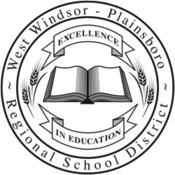 ~ West Windsor - Plainsboro ~
EXCELLENCE
IN EDUCATION
Regional School District